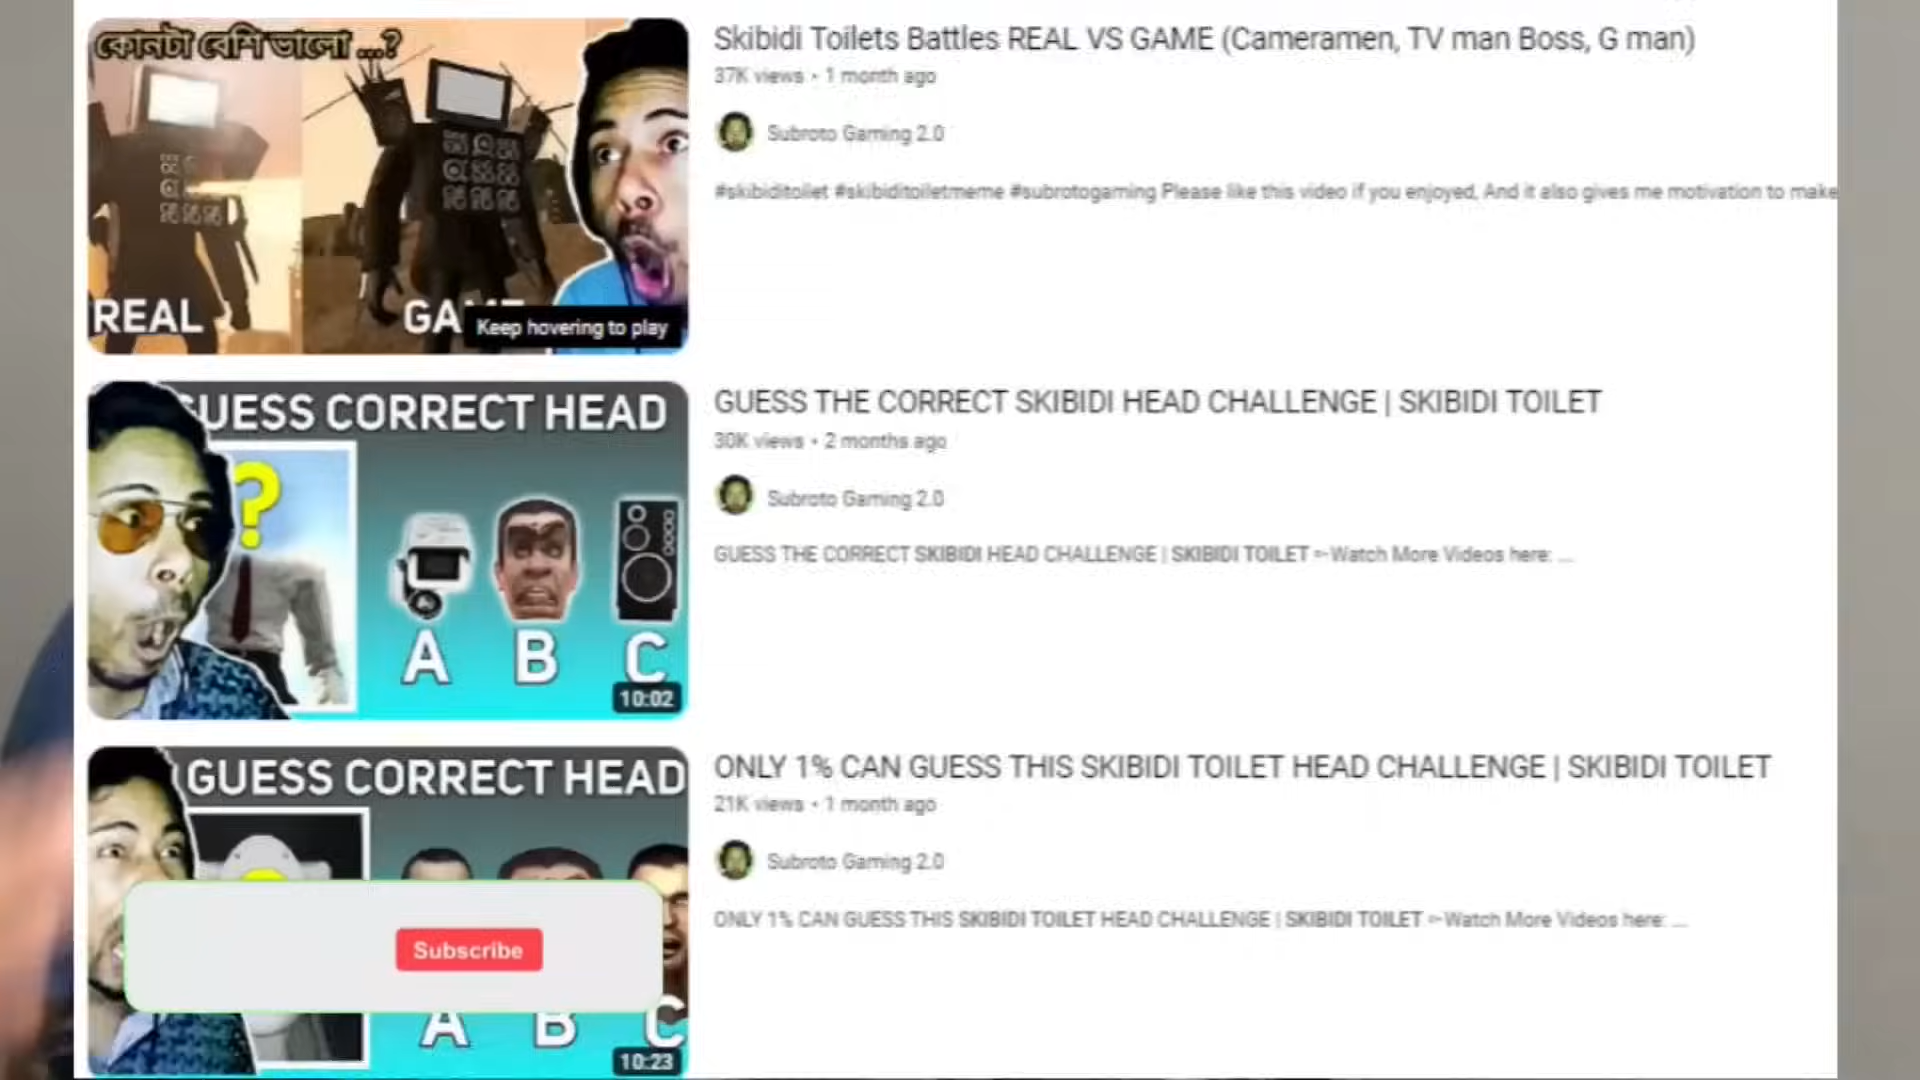 কোনটা বেশি ভালো ...?
REAL
GA
Keep hovering to play
Skibidi Toilets Battles REAL VS GAME (Cameramen, TV man Boss, G man)
37K views • 1 month ago
Subroto Gaming 2.0
#skibiditoilet #skibiditoiletmeme #subrotogaming Please like this video if you enjoyed, And it also gives me motivation to make
GUESS CORRECT HEAD
?
A B C
10:02
GUESS THE CORRECT SKIBIDI HEAD CHALLENGE | SKIBIDI TOILET
30K views • 2 months ago
Subroto Gaming 2.0
GUESS THE CORRECT SKIBIDI HEAD CHALLENGE | SKIBIDI TOILET ➳Watch More Videos here: ...
GUESS CORRECT HEAD
Subscribe
A B C
10:23
ONLY 1% CAN GUESS THIS SKIBIDI TOILET HEAD CHALLENGE | SKIBIDI TOILET
21K views • 1 month ago
Subroto Gaming 2.0
ONLY 1% CAN GUESS THIS SKIBIDI TOILET HEAD CHALLENGE | SKIBIDI TOILET ➳Watch More Videos here: ...